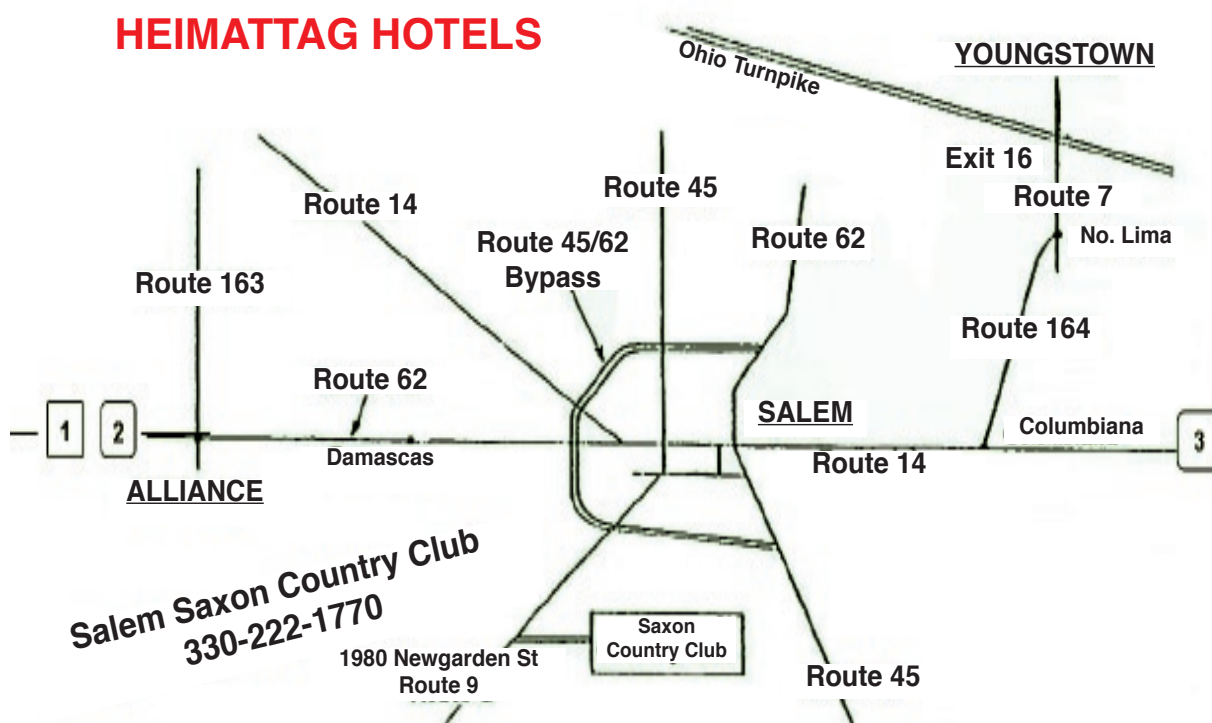 HEIMATTAG HOTELS
Ohio Turnpike
YOUNGSTOWN
Exit 16
Route 7
No. Lima
Route 45
Route 14
Route 62
Route 45/62
Bypass
Route 163
Route 164
Route 62
SALEM
Columbiana
1
2
3
Damascas
Route 14
ALLIANCE
Salem Saxon Country Club
330-222-1770
Saxon
Country Club
1980 Newgarden St
Route 9
Route 45